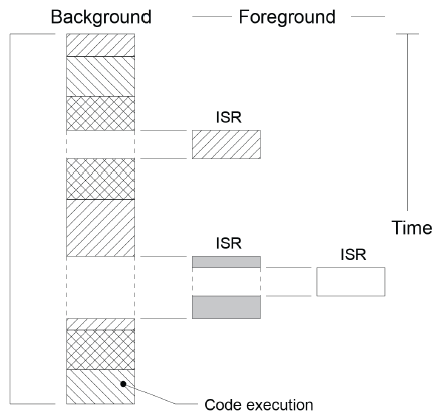 Background
Foreground
ISR
ISR
Time
ISR
Code execution